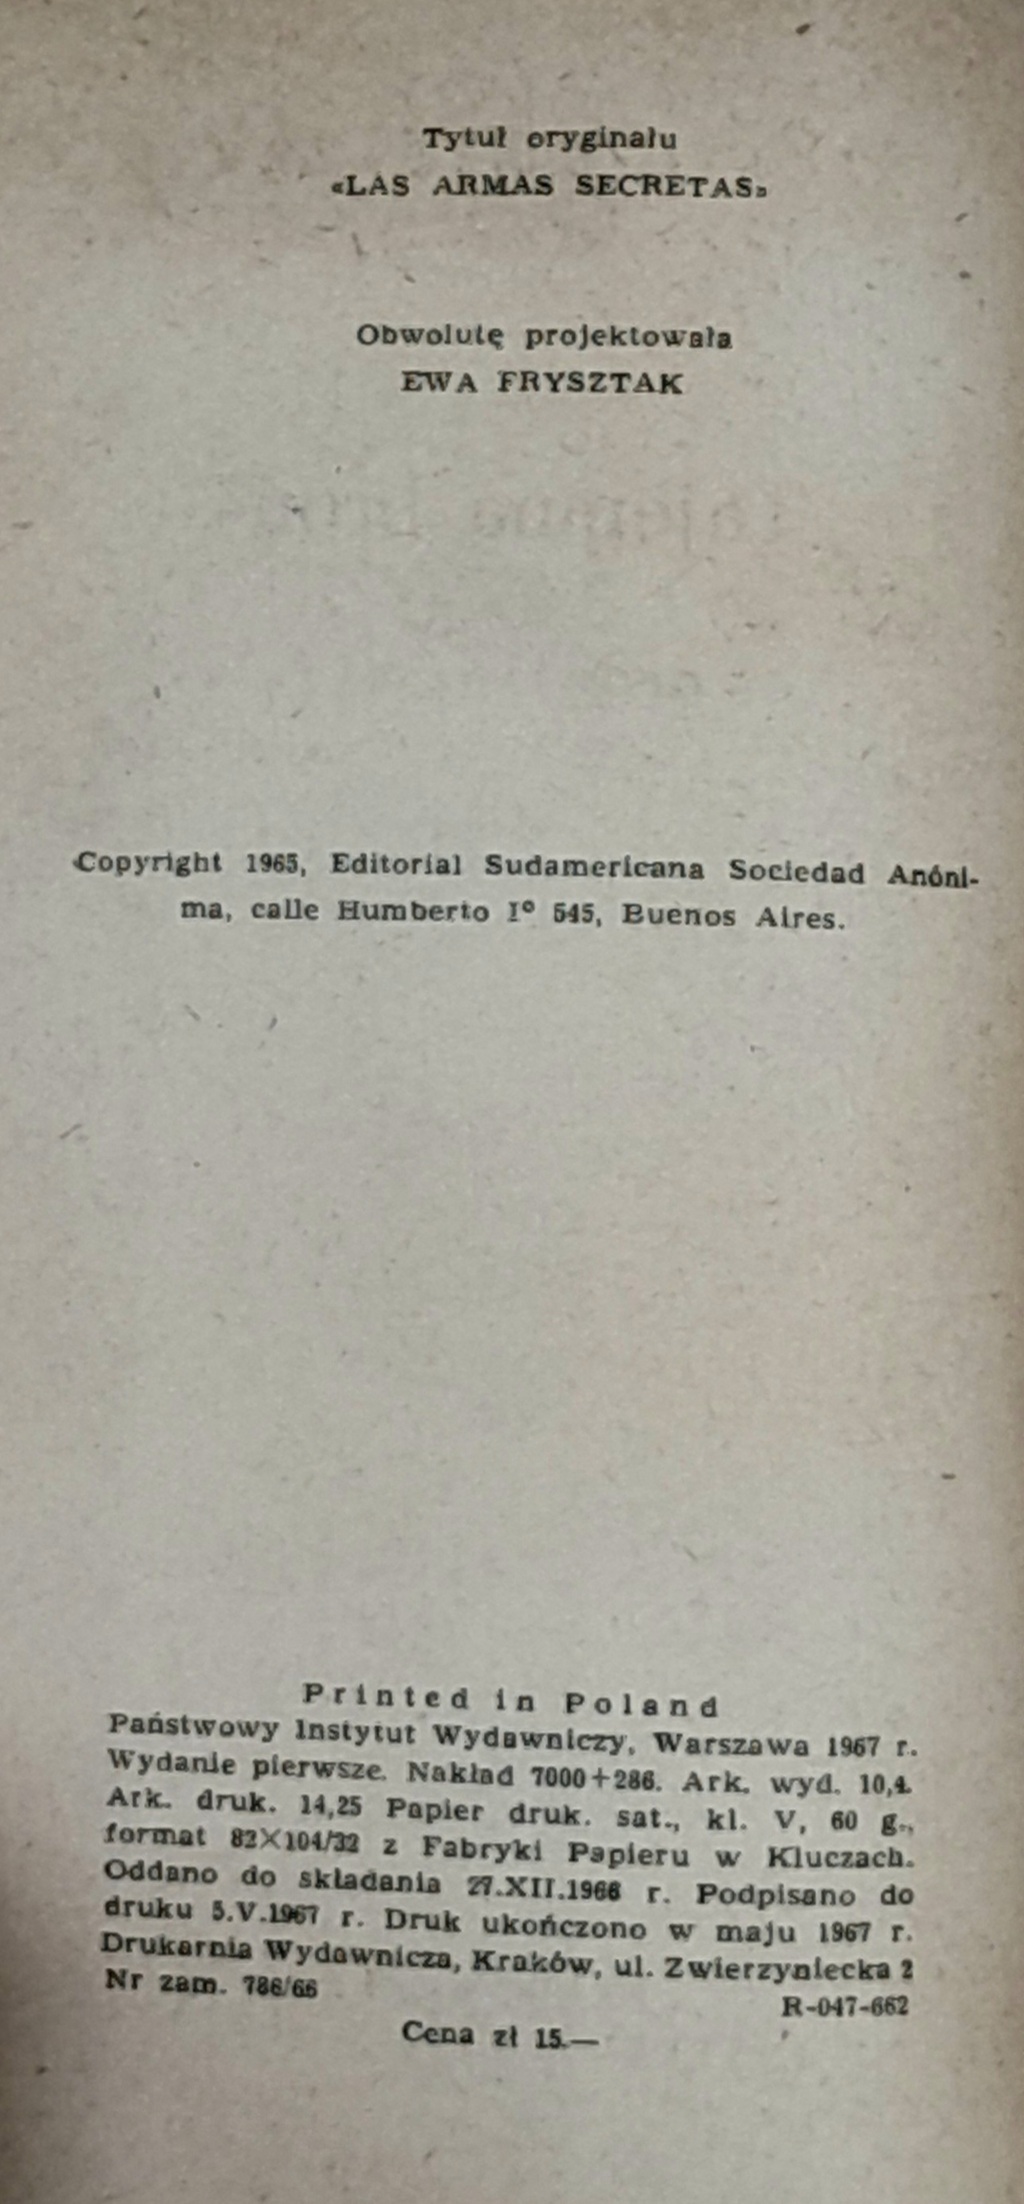 Tytuł oryginału
«LAS ARMAS SECRETAS»
Obwolutę projektowała
EWA FRYSZTAK
Copyright 1965, Editorial Sudamericana Sociedad Anóni-
ma, calle Humberto Iº 545, Buenos Aires.
Printed in Poland
Państwowy Instytut Wydawniczy, Warszawa 1967 r.
Wydanie pierwsze. Nakład 7000+286. Ark. wyd. 10,4.
Ark. druk. 14,25 Papier druk. sat., kl. V, 60 g.,
format 82×104/32 z Fabryki Papieru w Kluczach.
Oddano do składania 27.XII.1966 r. Podpisano do
druku 5.V.1967 r. Druk ukończono w maju 1967 r.
Drukarnia Wydawnicza, Kraków, ul. Zwierzyniecka 2
Nr zam. 786/66
R-047-662
Cena zł 15.—